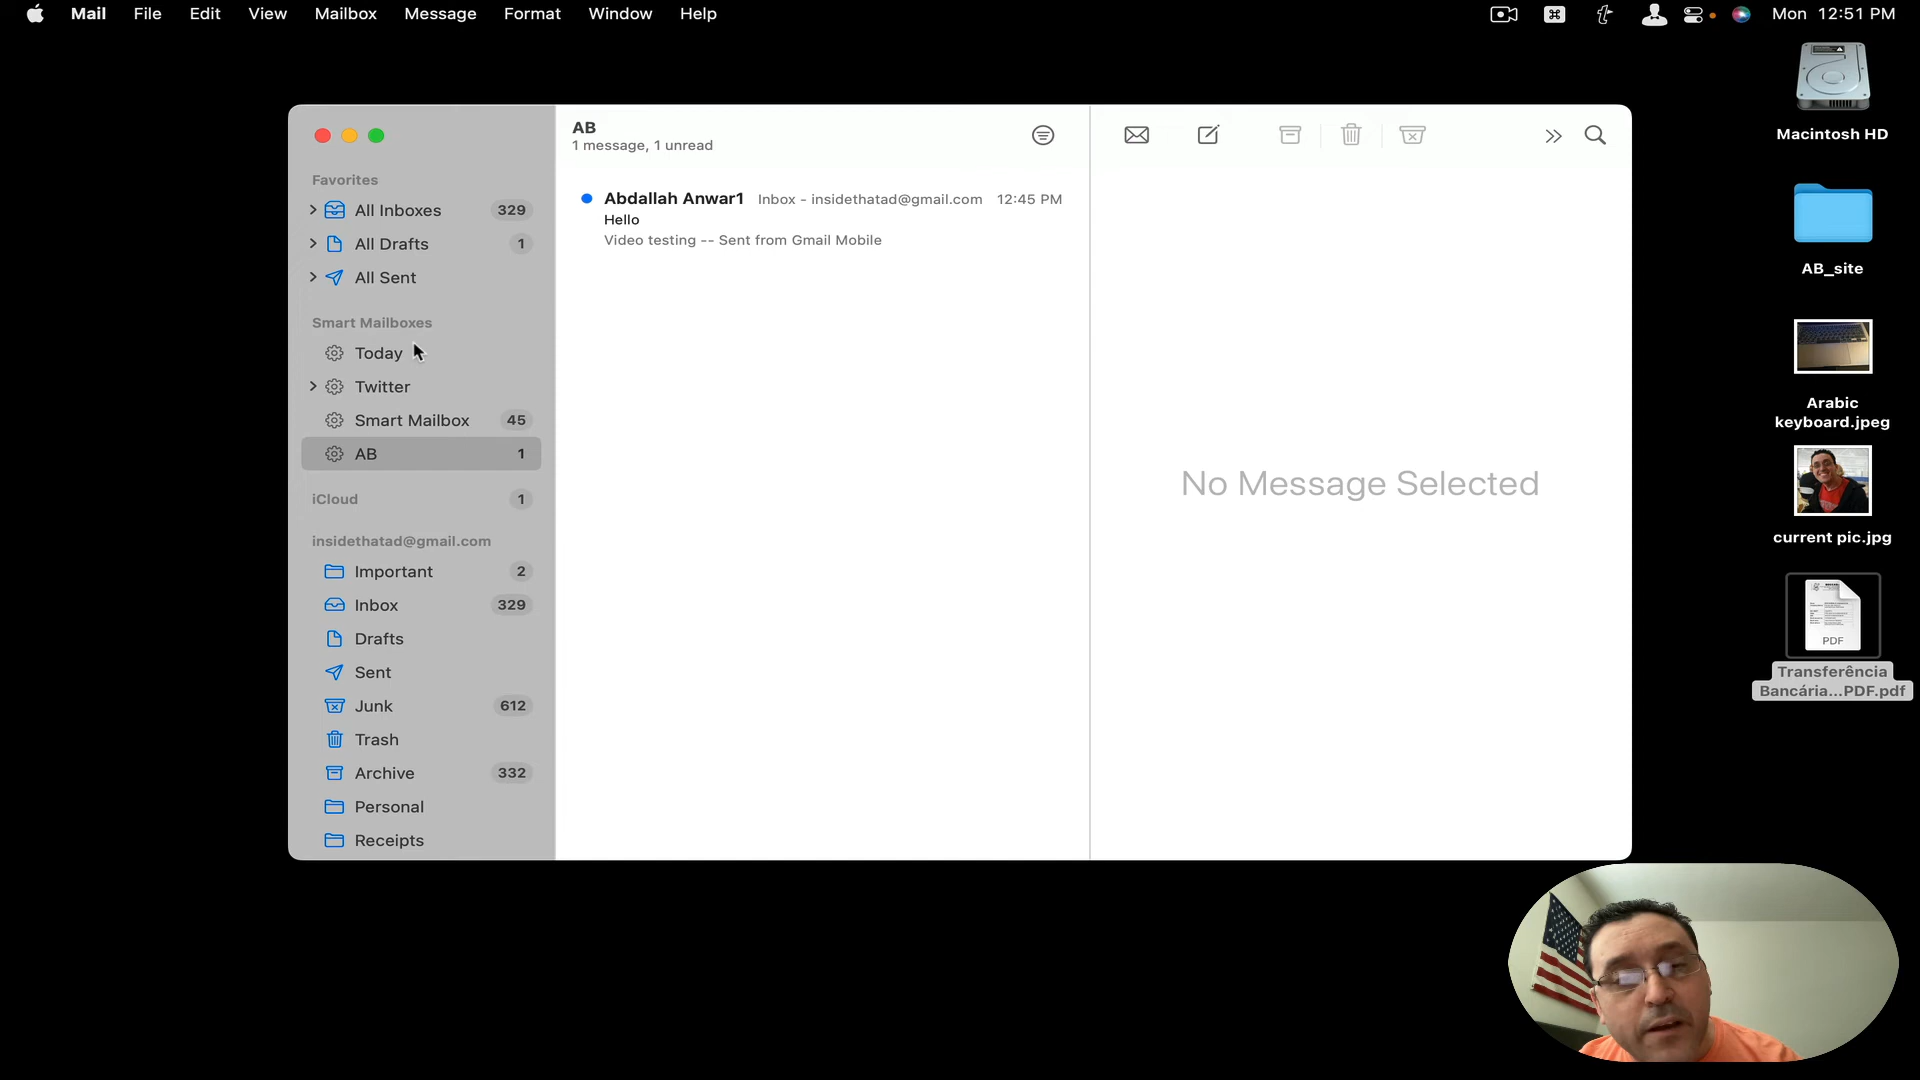 Mail File Edit View Mailbox Message Format Window Help Mon 12:51 PM
Macintosh HD
AB_site
Arabic
keyboard.jpeg
current pic.jpg
PDF
Transferência
Bancária...PDF.pdf
Favorites
All Inboxes 329
All Drafts 1
All Sent
Smart Mailboxes
Today
Twitter
Smart Mailbox 45
AB 1
iCloud 1
insidethatad@gmail.com
Important 2
Inbox 329
Drafts
Sent
Junk 612
Trash
Archive 332
Personal
Receipts
AB
1 message, 1 unread
Abdallah Anwar1 Inbox - insidethatad@gmail.com 12:45 PM
Hello
Video testing -- Sent from Gmail Mobile
No Message Selected